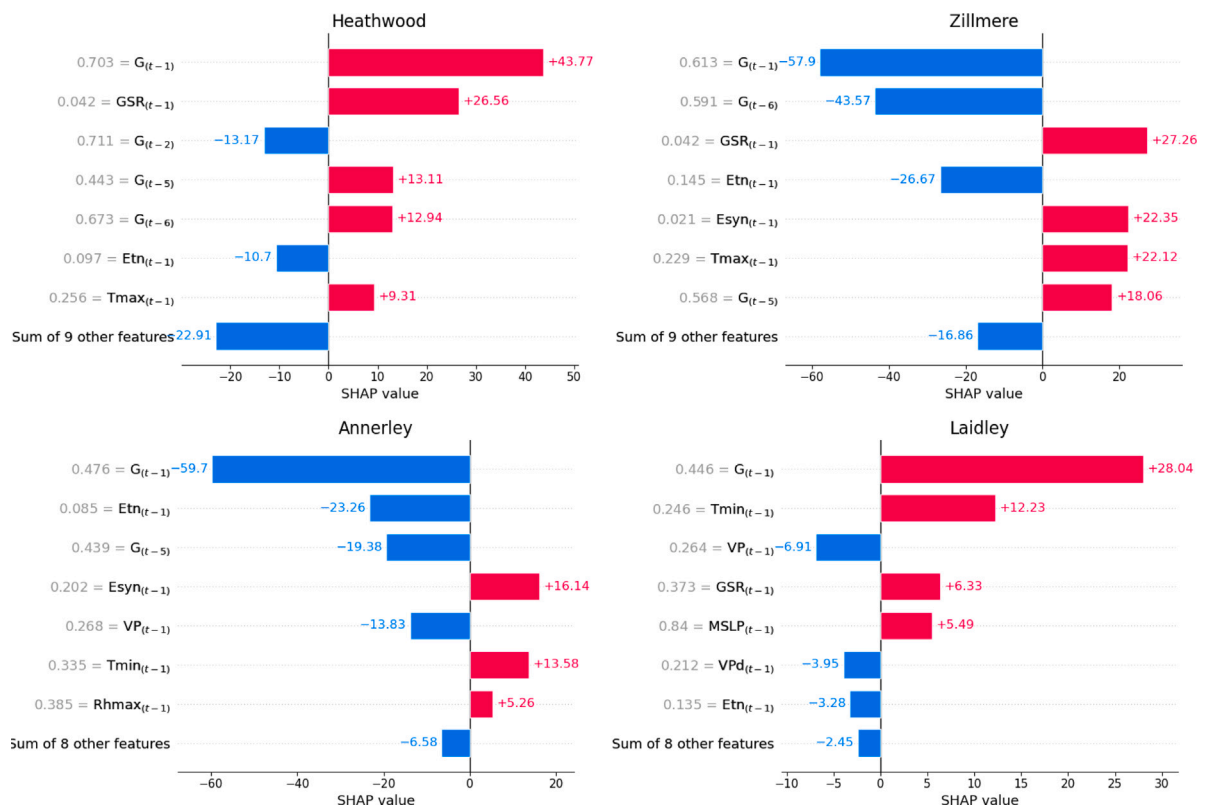 Heathwood
0.703 = G(t−1)
+43.77
0.042 = GSR(t−1)
+26.56
0.711 = G(t−2)
−13.17
0.443 = G(t−5)
+13.11
0.673 = G(t−6)
+12.94
0.097 = Etn(t−1)
−10.7
0.256 = Tmax(t−1)
+9.31
Sum of 9 other features
22.91
−20 −10 0 10 20 30 40 50
SHAP value
Zillmere
0.613 = G(t−1)
−57.9
0.591 = G(t−6)
−43.57
0.042 = GSR(t−1)
+27.26
0.145 = Etn(t−1)
−26.67
0.021 = Esyn(t−1)
+22.35
0.229 = Tmax(t−1)
+22.12
0.568 = G(t−5)
+18.06
Sum of 9 other features
−16.86
−60 −40 −20 0 20
SHAP value
Annerley
0.476 = G(t−1)
−59.7
0.085 = Etn(t−1)
−23.26
0.439 = G(t−5)
−19.38
0.202 = Esyn(t−1)
+16.14
0.268 = VP(t−1)
−13.83
0.335 = Tmin(t−1)
+13.58
0.385 = Rhmax(t−1)
+5.26
Sum of 8 other features
−6.58
−60 −40 −20 0 20
SHAP value
Laidley
0.446 = G(t−1)
+28.04
0.246 = Tmin(t−1)
+12.23
0.264 = VP(t−1)
−6.91
0.373 = GSR(t−1)
+6.33
0.84 = MSLP(t−1)
+5.49
0.212 = VPd(t−1)
−3.95
0.135 = Etn(t−1)
−3.28
Sum of 8 other features
−2.45
−10 −5 0 5 10 15 20 25 30
SHAP value